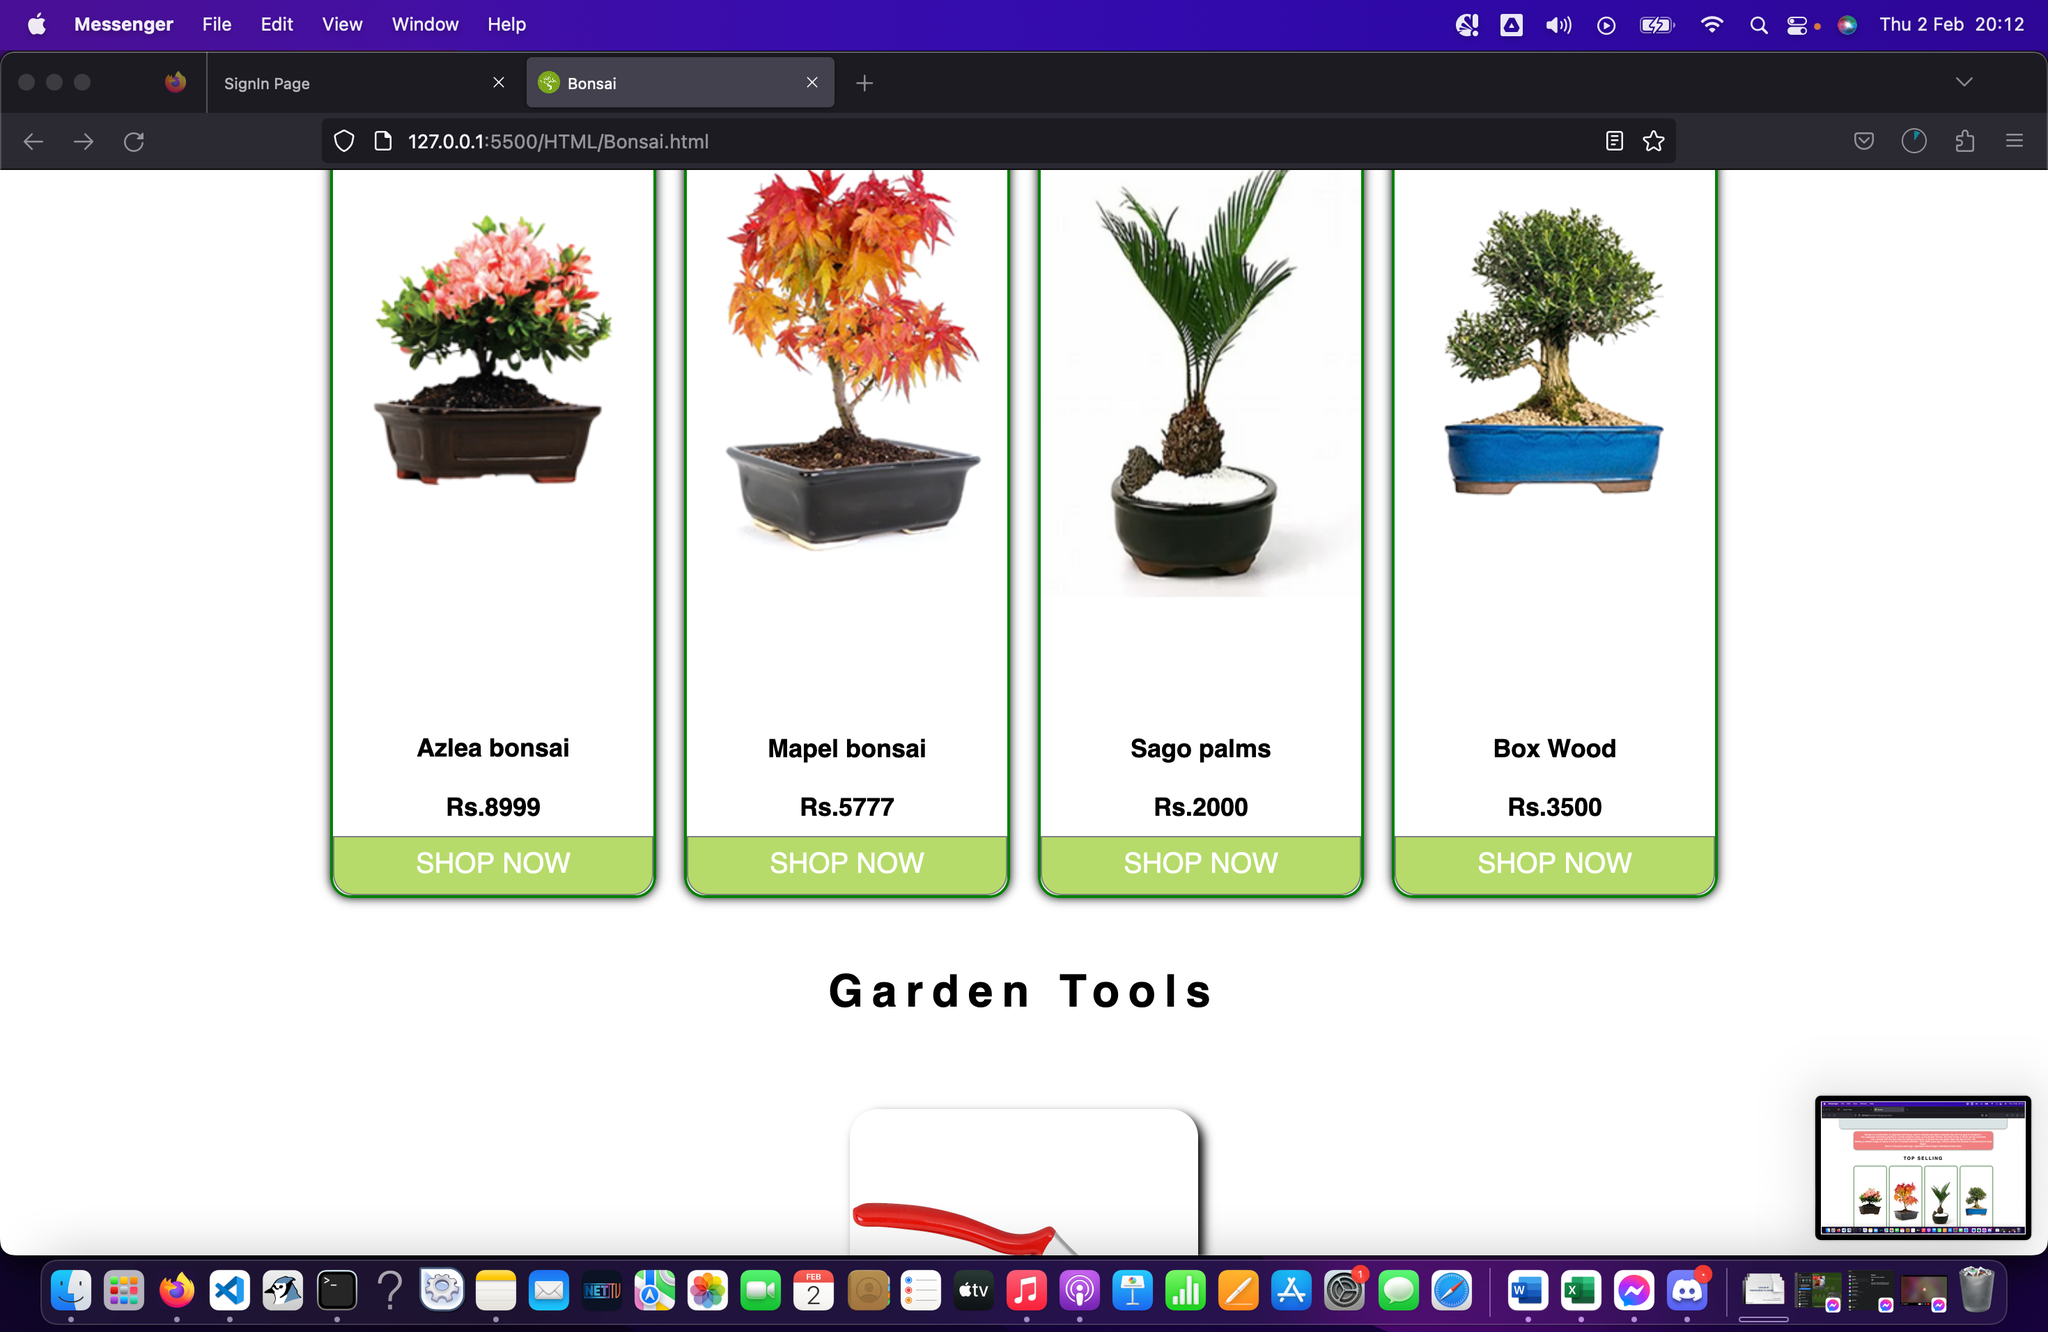 Messenger File Edit View Window Help Thu 2 Feb 20:12
SignIn Page Bonsai
127.0.0.1:5500/HTML/Bonsai.html
Azlea bonsai Mapel bonsai Sago palms Box Wood
Rs.8999 Rs.5777 Rs.2000 Rs.3500
SHOP NOW SHOP NOW SHOP NOW SHOP NOW
Garden Tools
TOP SELLING
FEB
2
NETTV
tv
1
W
X